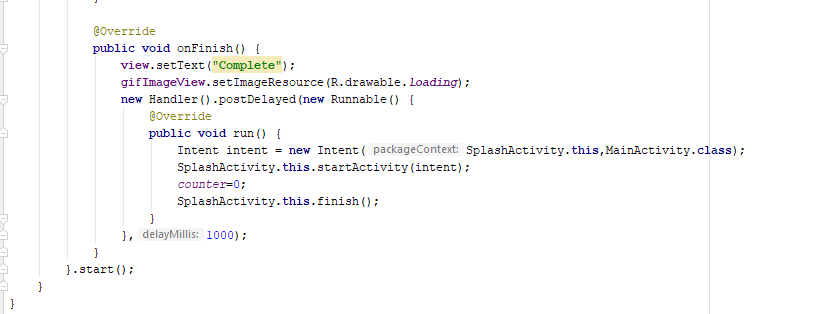 }
@Override
public void onFinish() {
view.setText("Complete");
gifImageView.setImageResource(R.drawable.loading);
new Handler().postDelayed(new Runnable() {
@Override
public void run() {
Intent intent = new Intent( packageContext: SplashActivity.this,MainActivity.class);
SplashActivity.this.startActivity(intent);
counter=0;
SplashActivity.this.finish();
}
}, delayMillis: 1000);
}
}.start();
}
}